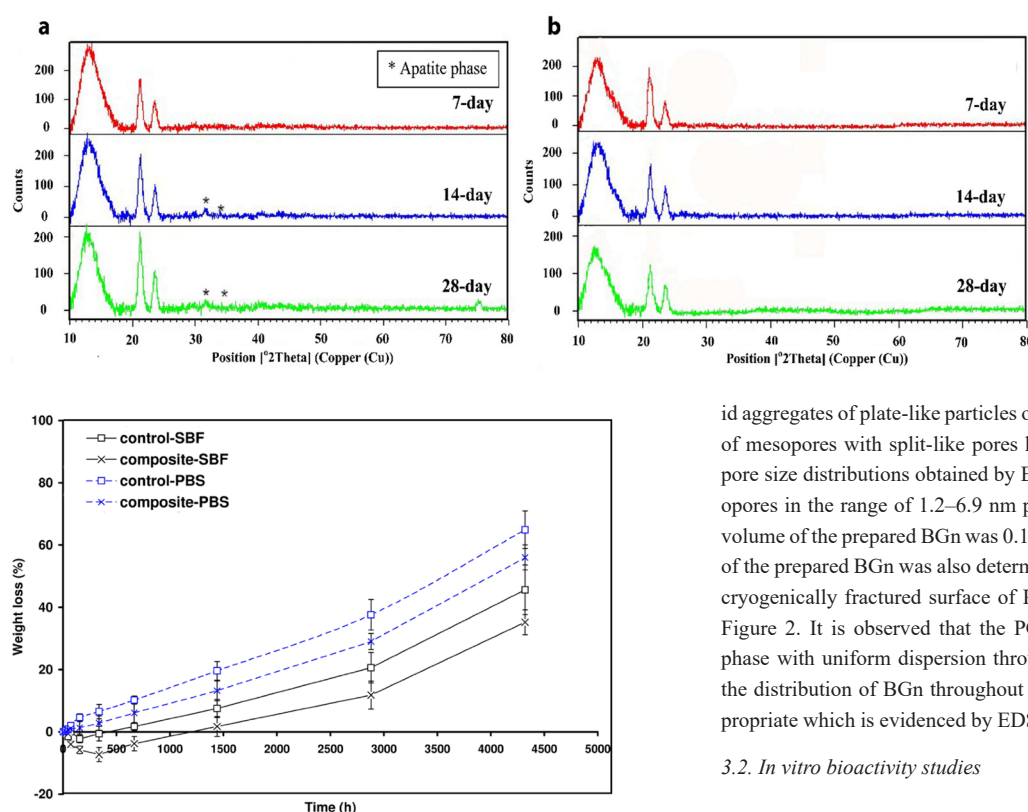 a
* Apatite phase
200
100
0
7-day
200
100
0
14-day
200
100
0
28-day
Counts
10 20 30 40 50 60 70 80
Position [°2Theta] (Copper (Cu))
b
200
100
0
7-day
200
100
0
14-day
200
100
0
28-day
Counts
10 20 30 40 50 60 70 80
Position [°2Theta] (Copper (Cu))
100
80
60
40
20
0
-20
Weight loss (%)
control-SBF
composite-SBF
control-PBS
composite-PBS
0 500 1000 1500 2000 2500 3000 3500 4000 4500 5000
Time (h)
id aggregates of plate-like particles
of mesopores with split-like pores
pore size distributions obtained by
opores in the range of 1.2–6.9 nm
volume of the prepared BGn was 0.1
of the prepared BGn was also
cryogenically fractured surface of
Figure 2. It is observed that the
phase with uniform dispersion
the distribution of BGn throughout
propriate which is evidenced by
3.2. In vitro bioactivity studies